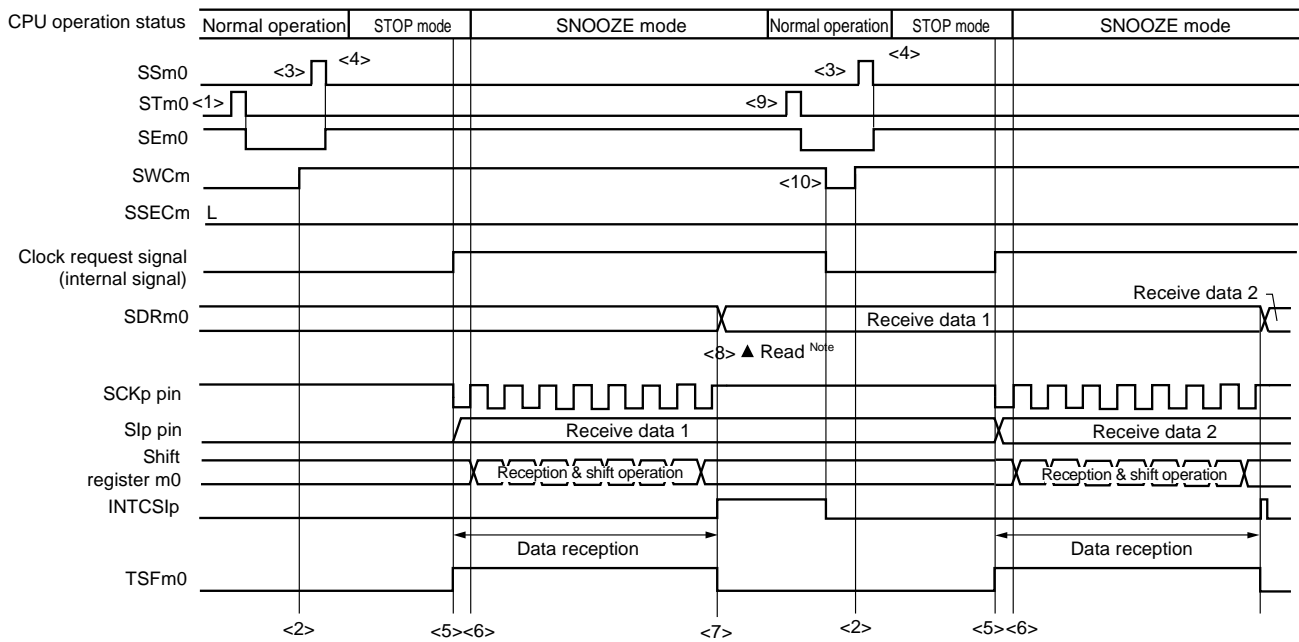 CPU operation status Normal operation STOP mode SNOOZE mode Normal operation STOP mode SNOOZE mode
SSm0 <3> <4> <3> <4>
STm0 <1> <9>
SEm0
SWCm <10>
SSECm L
Clock request signal
(internal signal)
Receive data 2
SDRm0 Receive data 1
<8> ▲ Read Note
SCKp pin
SIp pin Receive data 1 Receive data 2
Shift
register m0 Reception & shift operation Reception & shift operation
INTCSIp
Data reception Data reception
TSFm0
<2> <5><6> <7> <2> <5><6>